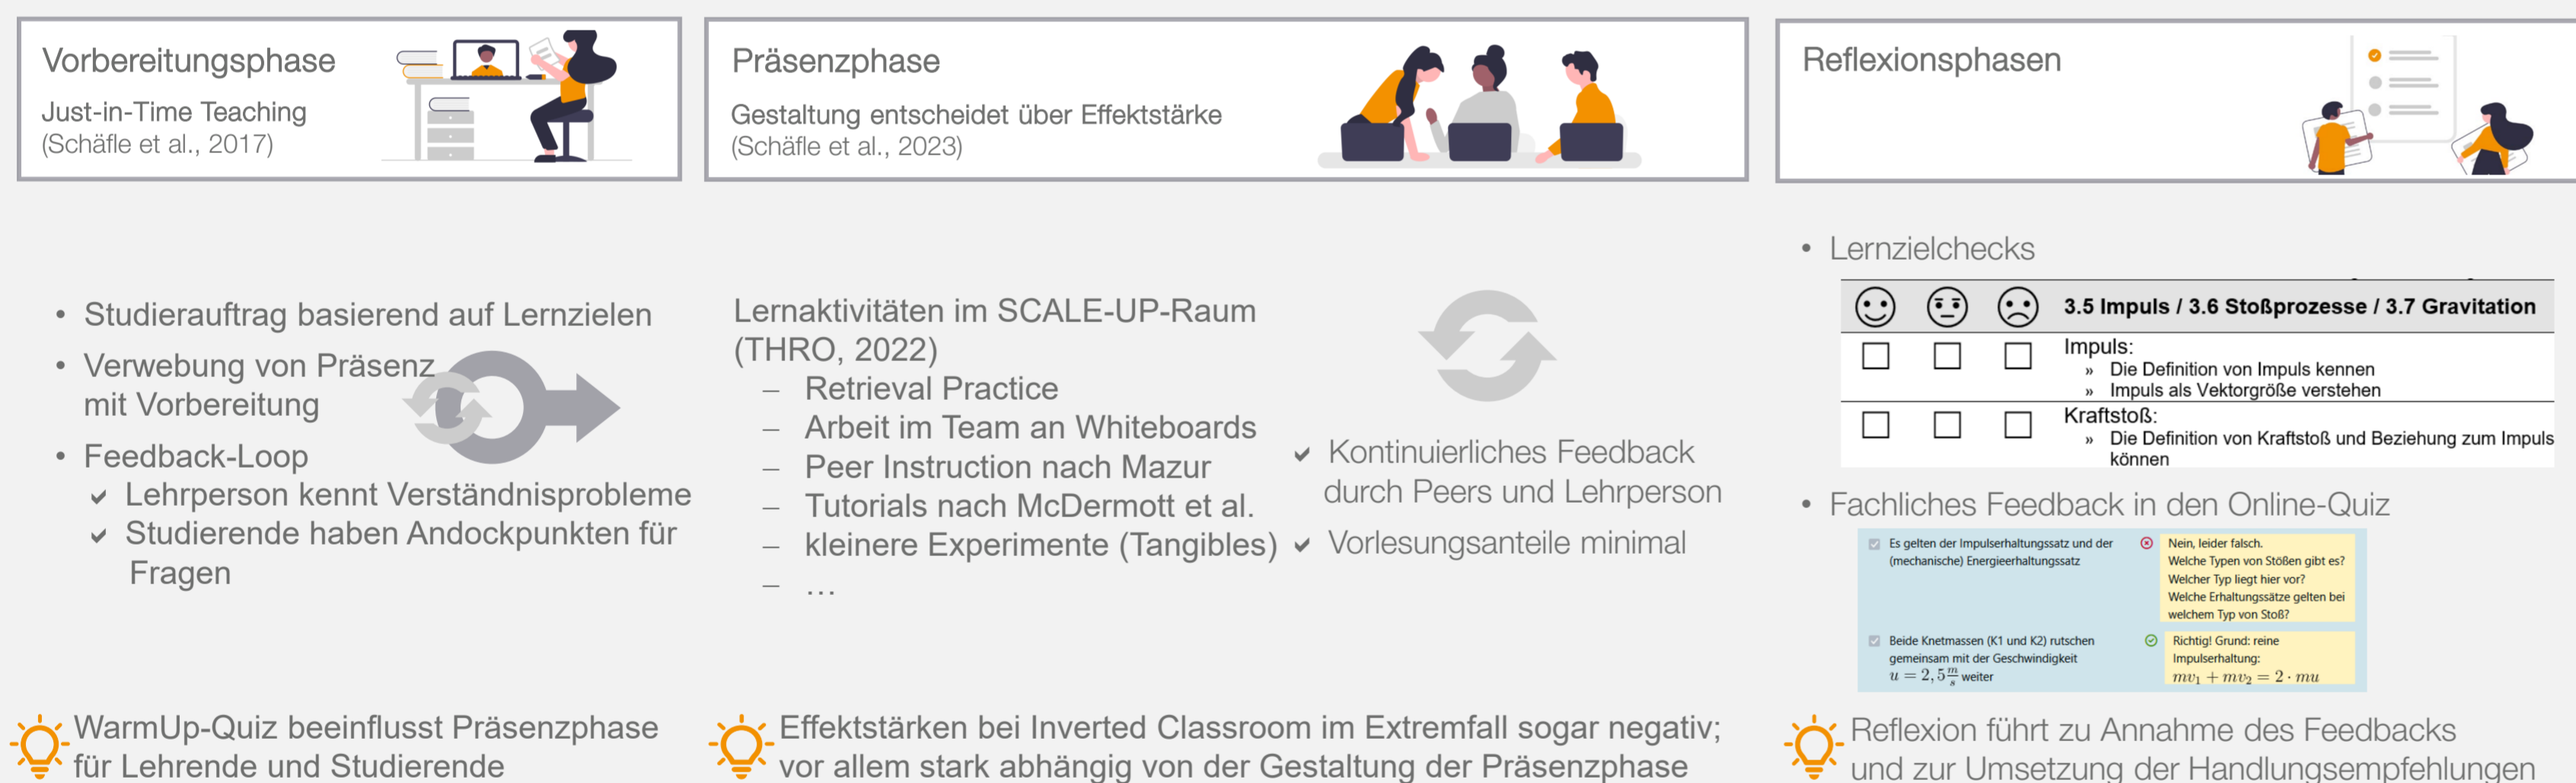 Vorbereitungsphase
Just-in-Time Teaching
(Schäfle et al., 2017)
• Studierauftrag basierend auf Lernzielen
• Verwebung von Präsenz
mit Vorbereitung
• Feedback-Loop
✓ Lehrperson kennt Verständnisprobleme
✓ Studierende haben Andockpunkten für
Fragen
WarmUp-Quiz beeinflusst Präsenzphase
für Lehrende und Studierende
Präsenzphase
Gestaltung entscheidet über Effektstärke
(Schäfle et al., 2023)
Lernaktivitäten im SCALE-UP-Raum
(THRO, 2022)
– Retrieval Practice
– Arbeit im Team an Whiteboards
– Peer Instruction nach Mazur
– Tutorials nach McDermott et al.
– kleinere Experimente (Tangibles)
– …
✓ Kontinuierliches Feedback
durch Peers und Lehrperson
✓ Vorlesungsanteile minimal
Effektstärken bei Inverted Classroom im Extremfall sogar negativ;
vor allem stark abhängig von der Gestaltung der Präsenzphase
Reflexionsphasen
• Lernzielchecks
3.5 Impuls / 3.6 Stoßprozesse / 3.7 Gravitation
Impuls:
» Die Definition von Impuls kennen
» Impuls als Vektorgröße verstehen
Kraftstoß:
» Die Definition von Kraftstoß und Beziehung zum Impuls
können
• Fachliches Feedback in den Online-Quiz
Es gelten der Impulserhaltungssatz und der
(mechanische) Energieerhaltungssatz
Nein, leider falsch.
Welche Typen von Stößen gibt es?
Welcher Typ liegt hier vor?
Welche Erhaltungssätze gelten bei
welchem Typ von Stoß?
Beide Knetmassen (K1 und K2) rutschen
gemeinsam mit der Geschwindigkeit
u = 2,5 m/s weiter
Richtig! Grund: reine
Impulserhaltung:
mv₁ + mv₂ = 2 · mu
Reflexion führt zu Annahme des Feedbacks
und zur Umsetzung der Handlungsempfehlungen